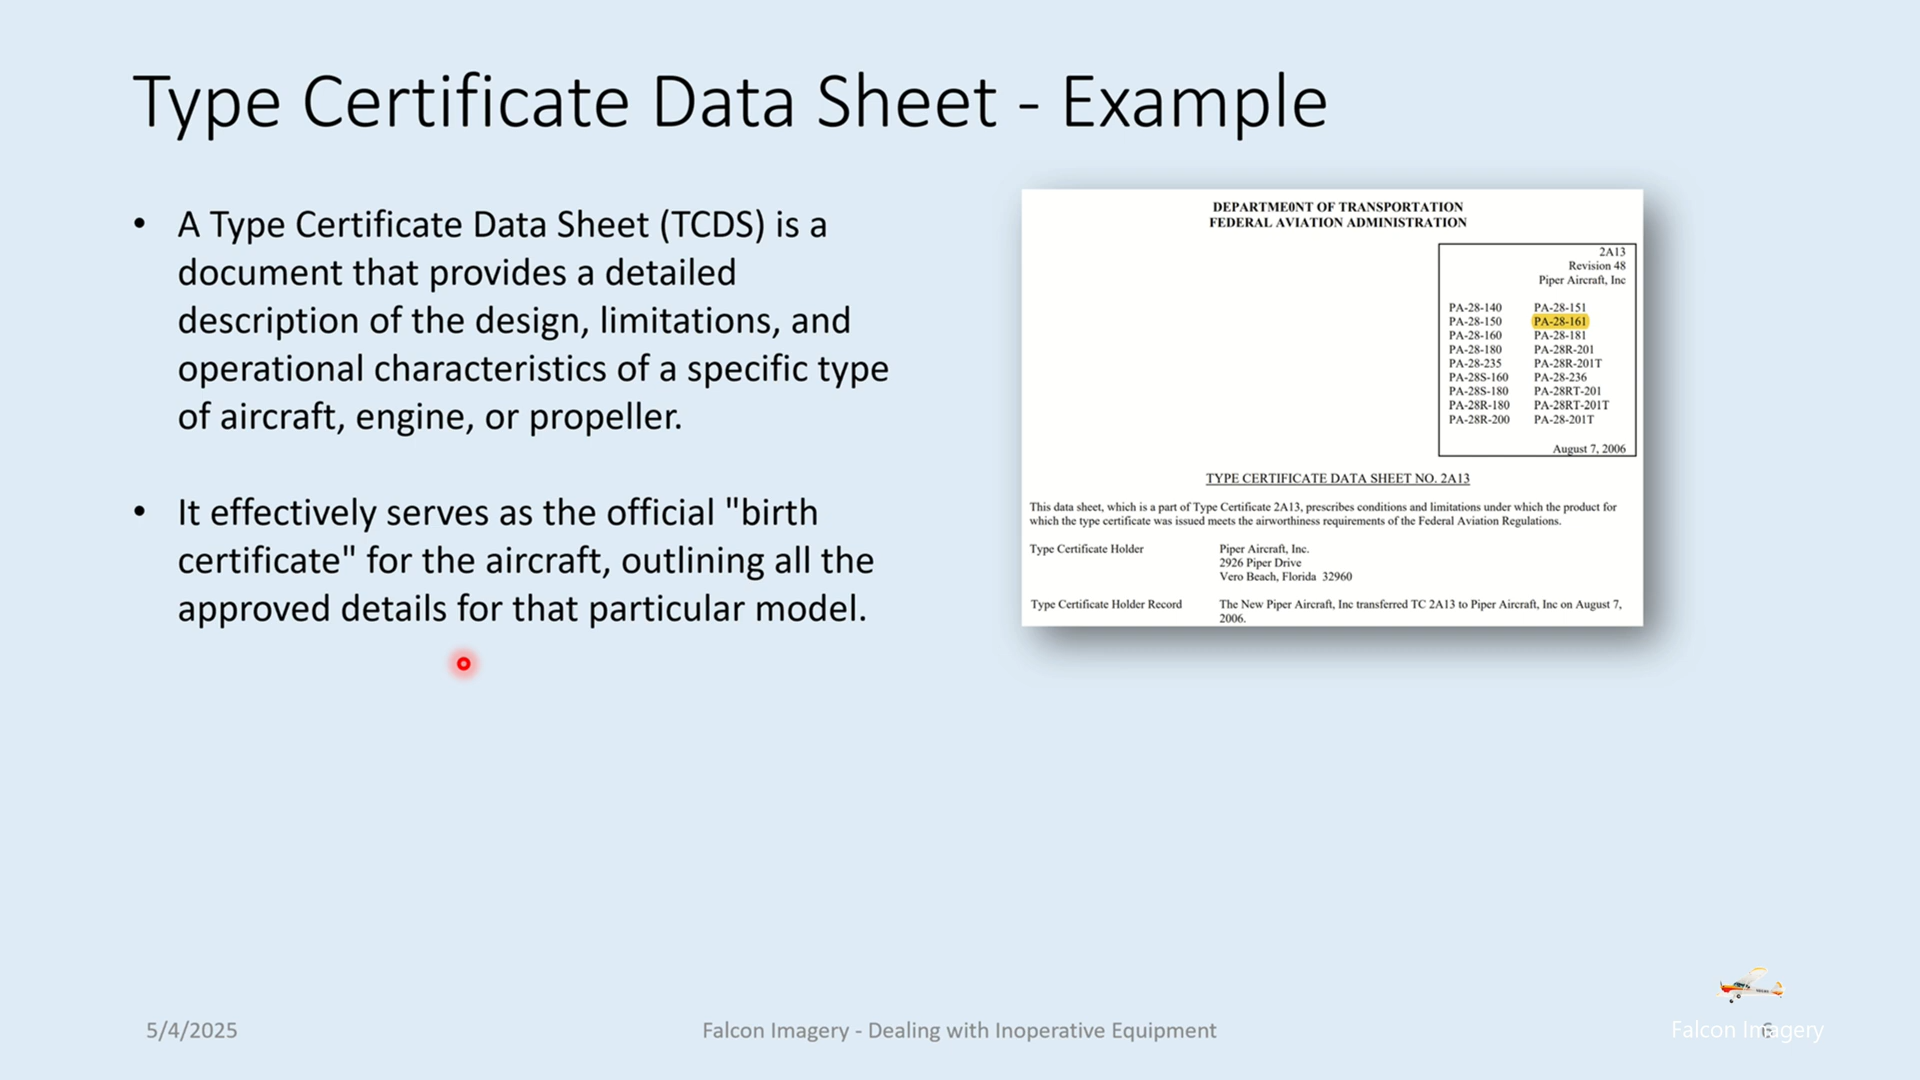 Type Certificate Data Sheet - Example
• A Type Certificate Data Sheet (TCDS) is a
document that provides a detailed
description of the design, limitations, and
operational characteristics of a specific type
of aircraft, engine, or propeller.
• It effectively serves as the official "birth
certificate" for the aircraft, outlining all the
approved details for that particular model.
DEPARTME0NT OF TRANSPORTATION
FEDERAL AVIATION ADMINISTRATION
2A13
Revision 48
Piper Aircraft, Inc
PA-28-140 PA-28-151
PA-28-150 PA-28-161
PA-28-160 PA-28-181
PA-28-180 PA-28R-201
PA-28-235 PA-28R-201T
PA-28S-160 PA-28-236
PA-28S-180 PA-28RT-201
PA-28R-180 PA-28RT-201T
PA-28R-200 PA-28-201T
August 7, 2006
TYPE CERTIFICATE DATA SHEET NO. 2A13
This data sheet, which is a part of Type Certificate 2A13, prescribes conditions and limitations under which the product for
which the type certificate was issued meets the airworthiness requirements of the Federal Aviation Regulations.
Type Certificate Holder Piper Aircraft, Inc.
2926 Piper Drive
Vero Beach, Florida 32960
Type Certificate Holder Record The New Piper Aircraft, Inc transferred TC 2A13 to Piper Aircraft, Inc on August 7,
2006.
5/4/2025
Falcon Imagery - Dealing with Inoperative Equipment
Falcon Imagery